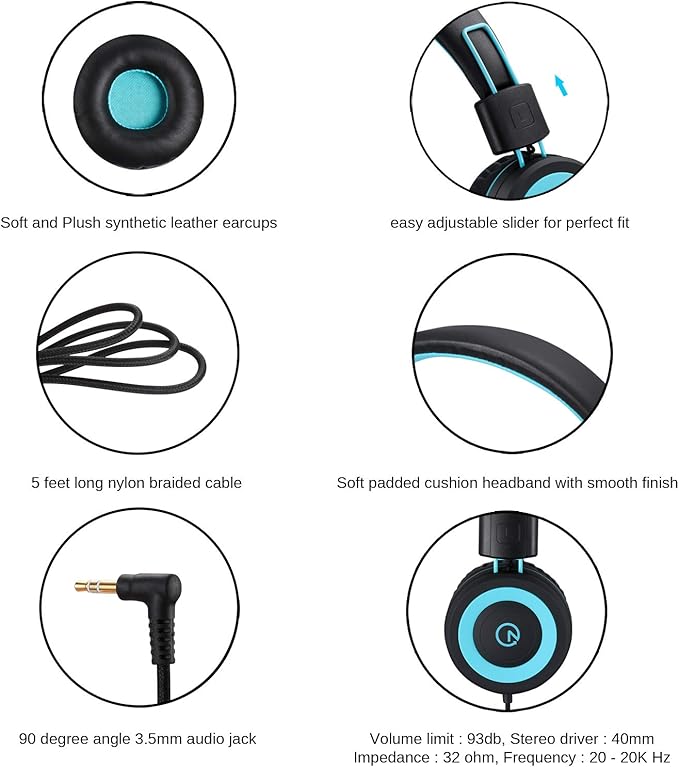 Soft and Plush synthetic leather earcups
L
easy adjustable slider for perfect fit
5 feet long nylon braided cable
Soft padded cushion headband with smooth finish
90 degree angle 3.5mm audio jack
L
Volume limit : 93db, Stereo driver : 40mm
Impedance : 32 ohm, Frequency : 20 - 20K Hz